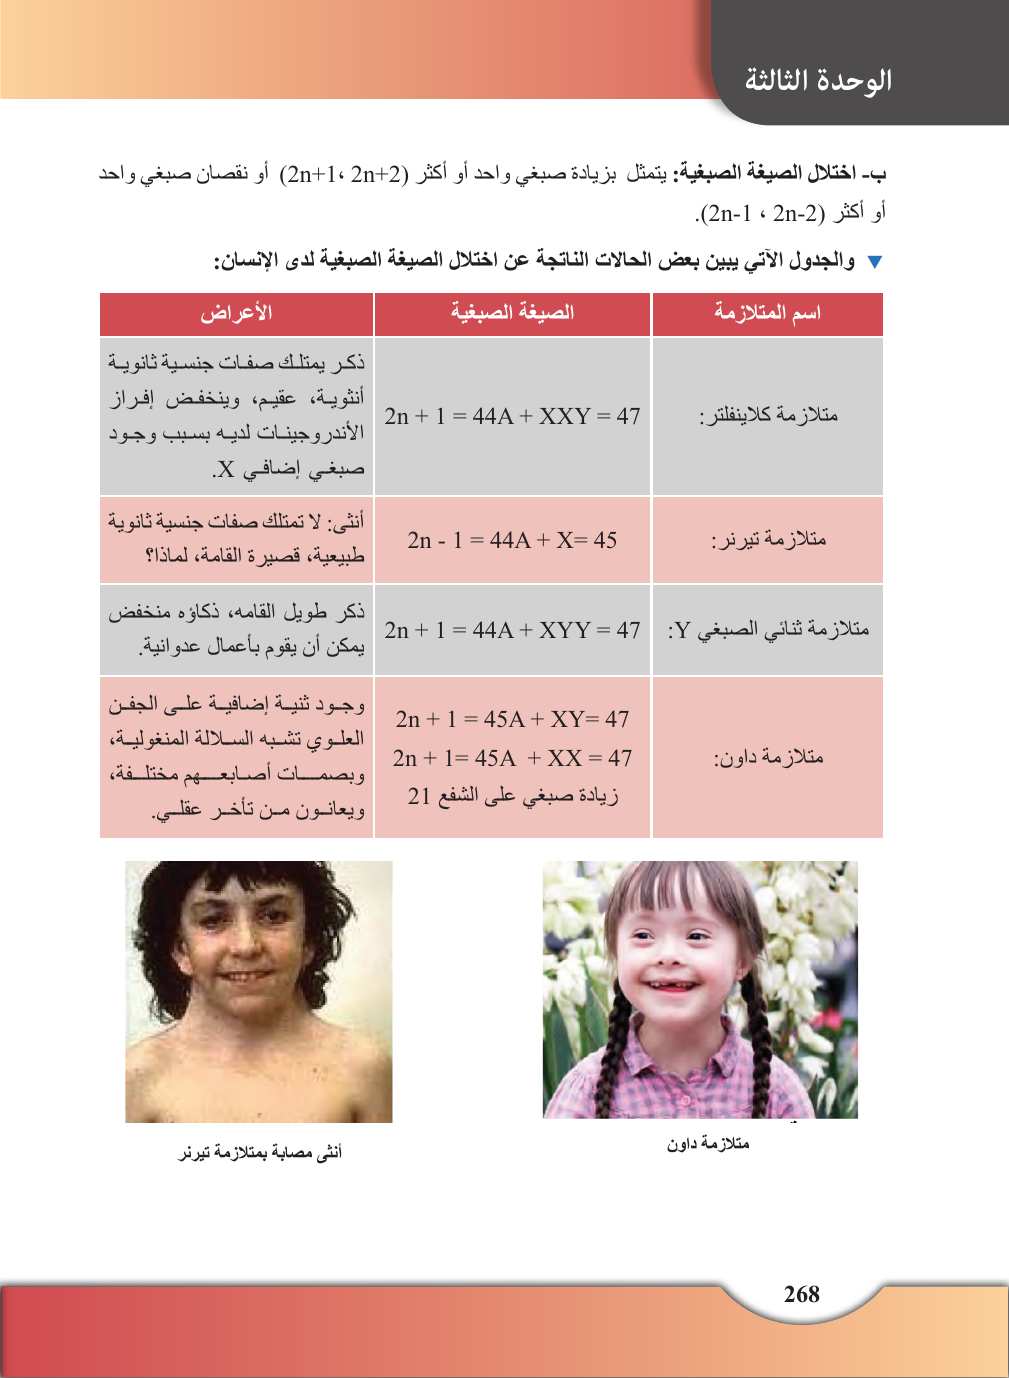 الوحدة الثالثة
ب- اختلال الصيغة الصبغية: يتمثل بزيادة صبغي واحد أو أكثر (2n+1، 2n+2) أو نقصان صبغي واحد
أو أكثر (2n-1 ، 2n-2).
▼ والجدول الآتي يبين بعض الحالات الناتجة عن اختلال الصيغة الصبغية لدى الإنسان:
اسم المتلازمة
الصيغة الصبغية
الأعراض
متلازمة كلاينفلتر:
2n + 1 = 44A + XXY = 47
ذكر يمتلك صفات جنسية ثانوية
أنثوية، عقيم، وينخفض إفراز
الأندروجينات لديه بسبب وجود
صبغي إضافي X.
متلازمة تيرنر:
2n - 1 = 44A + X= 45
أنثى: لا تمتلك صفات جنسية ثانوية
طبيعية، قصيرة القامة، لماذا؟
متلازمة ثنائي الصبغي Y:
2n + 1 = 44A + XYY = 47
ذكر طويل القامه، ذكاؤه منخفض
يمكن أن يقوم بأعمال عدوانية.
متلازمة داون:
2n + 1 = 45A + XY= 47
2n + 1= 45A + XX = 47
زيادة صبغي على الشفع 21
وجود ثنية إضافية على الجفن
العلوي تشبه السلالة المنغولية،
وبصمات أصابعهم مختلفة،
ويعانون من تأخر عقلي.
متلازمة داون
أنثى مصابة بمتلازمة تيرنر
268